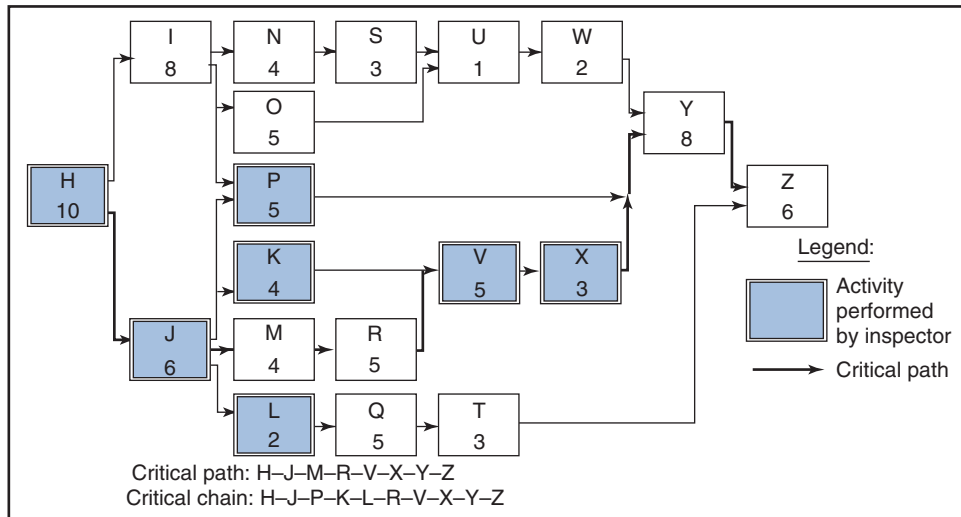 I
8
N
4
S
3
U
1
W
2
O
5
Y
8
H
10
P
5
Z
6
K
4
V
5
X
3
J
6
M
4
R
5
L
2
Q
5
T
3
Legend:
Activity
performed
by inspector
Critical path
Critical path: H–J–M–R–V–X–Y–Z
Critical chain: H–J–P–K–L–R–V–X–Y–Z